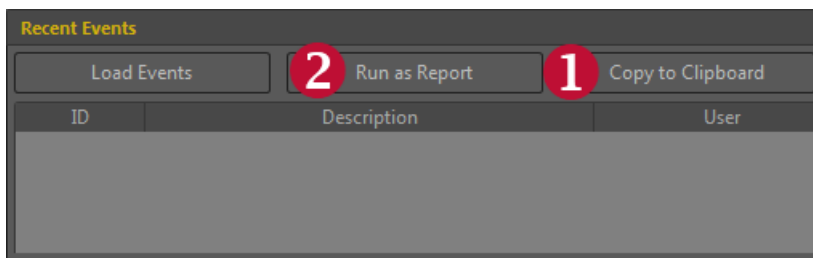 Recent Events
Load Events 2 Run as Report 1 Copy to Clipboard
ID Description User